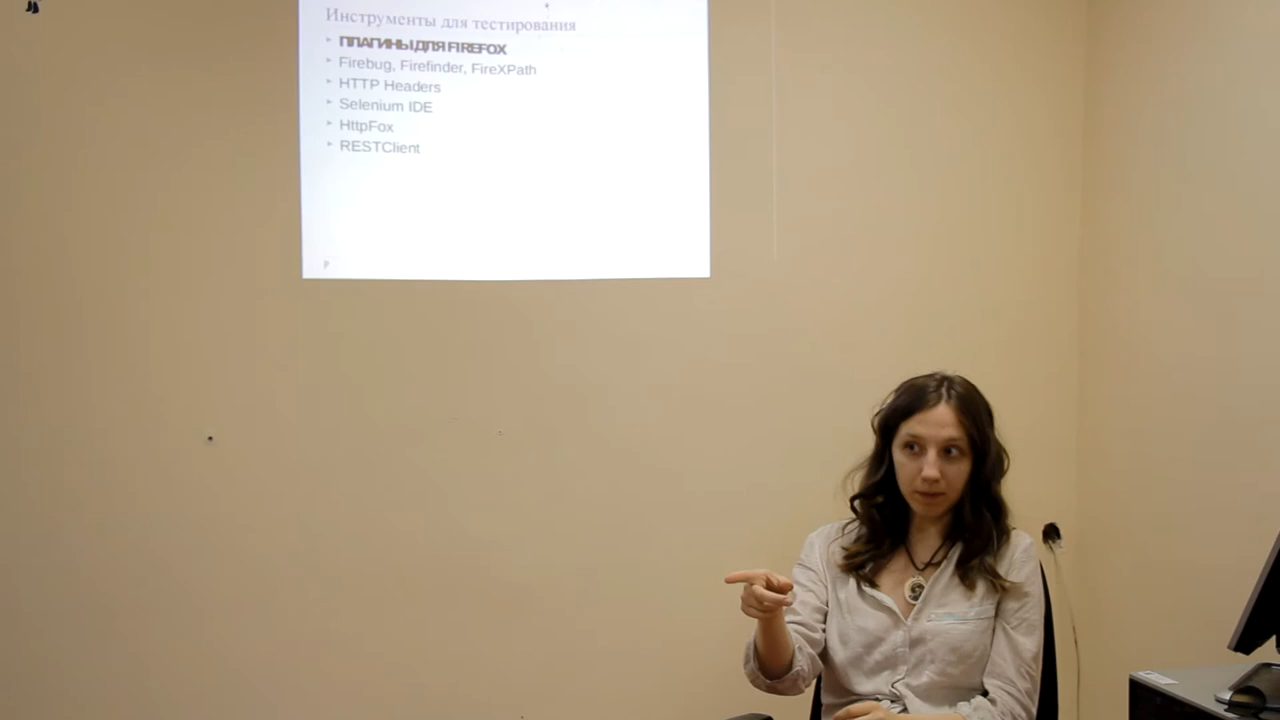 Инструменты для тестирования
ПЛАГИНЫ ДЛЯ FIREFOX
Firebug, Firefinder, FireXPath
HTTP Headers
Selenium IDE
HttpFox
RESTClient